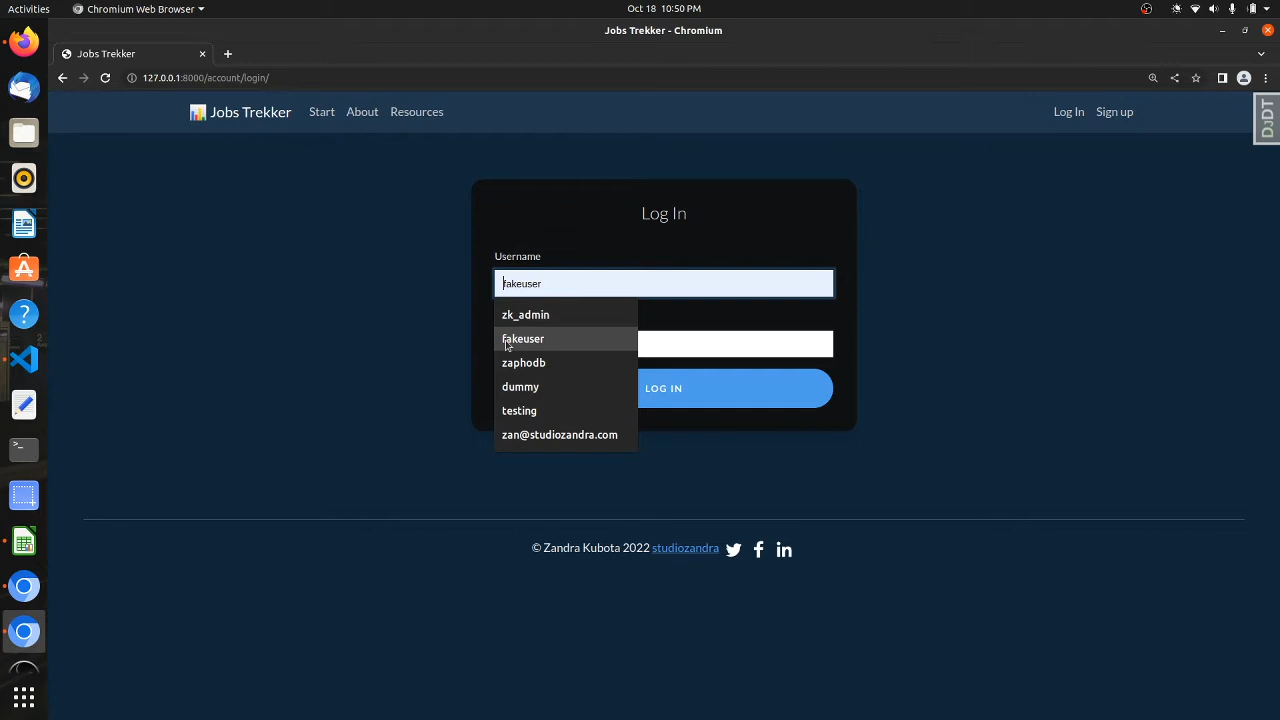 Activities
Chromium Web Browser
Oct 18 10:50 PM
Jobs Trekker - Chromium
Jobs Trekker
127.0.0.1:8000/account/login/
Jobs Trekker
Start
About
Resources
Log In
Sign up
DjDT
Log In
Username
fakeuser
zk_admin
fakeuser
zaphodb
dummy
testing
zan@studiozandra.com
LOG IN
© Zandra Kubota 2022 studiozandra